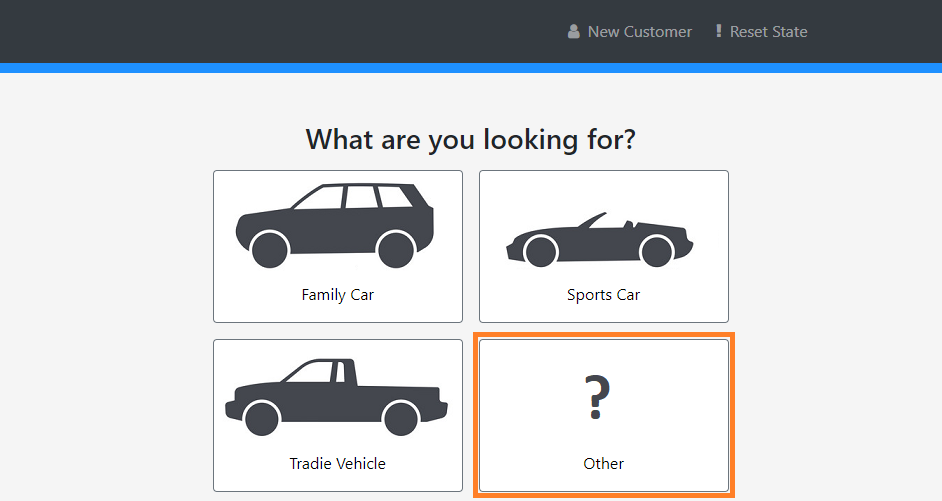 New Customer
! Reset State
What are you looking for?
Family Car
Sports Car
Tradie Vehicle
?
Other